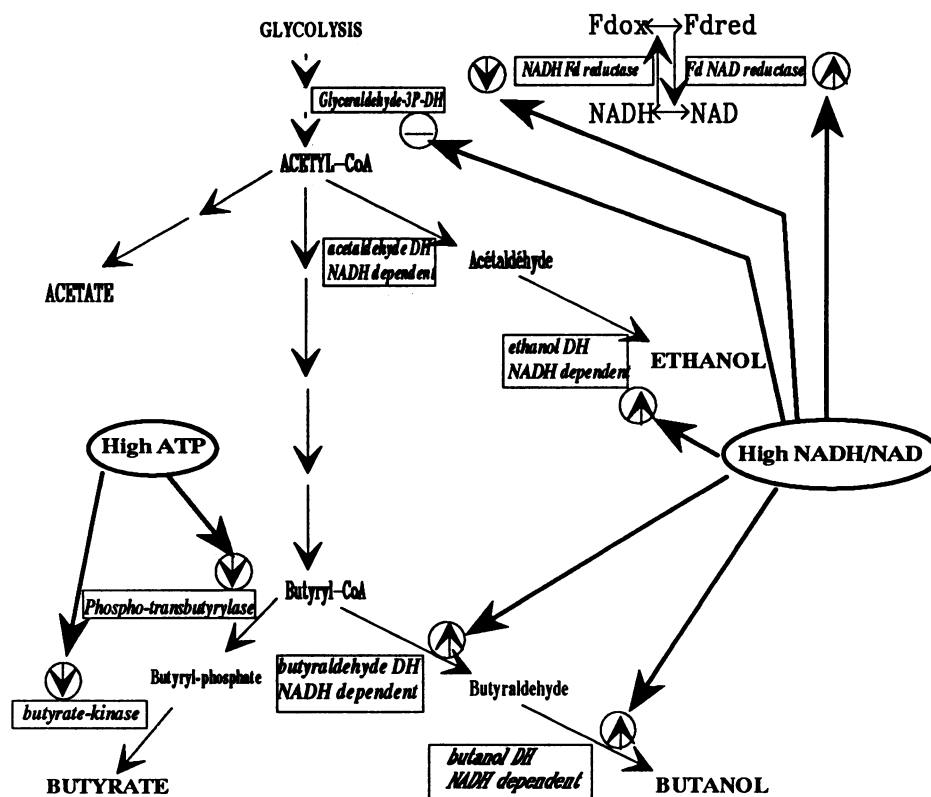 GLYCOLYSIS
Fdox Fdred
NADH Fd reductase
Fd NAD reductase
NADH NAD
Glyceraldehyde-3P-DH
ACETYL-CoA
acetaldehyde DH
NADH dependent
Acétaldéhyde
ACETATE
ethanol DH
NADH dependent
ETHANOL
High ATP
High NADH/NAD
Phospho-transbutyrylase
Butyryl-CoA
Butyryl-phosphate
butyraldehyde DH
NADH dependent
Butyraldehyde
butyrate-kinase
butanol DH
NADH dependent
BUTYRATE
BUTANOL